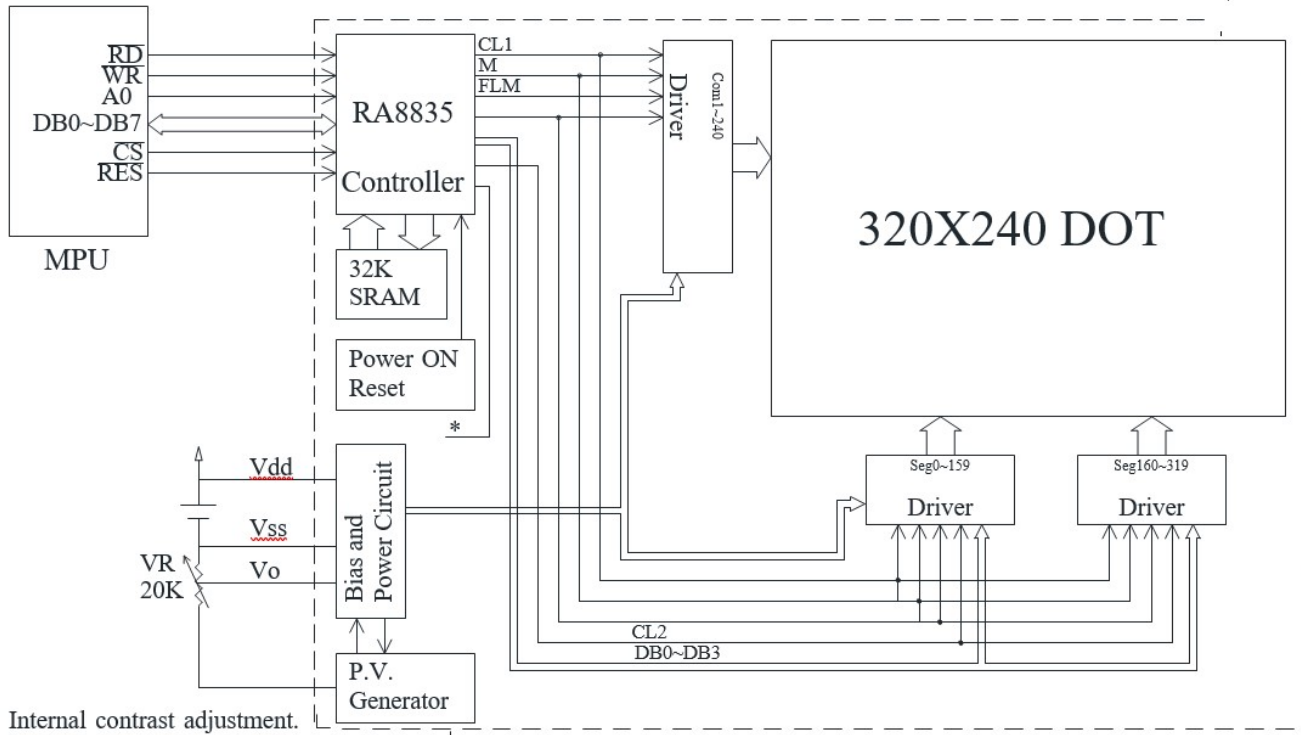 RD
WR
A0
DB0~DB7
CS
RES
MPU
RA8835
Controller
32K
SRAM
Power ON
Reset
*
CL1
M
FLM
Driver
Com1~240
320X240 DOT
Seg0~159
Driver
Seg160~319
Driver
Vdd
Vss
Vo
VR
20K
Bias and
Power Circuit
CL2
DB0~DB3
P.V.
Generator
Internal contrast adjustment.